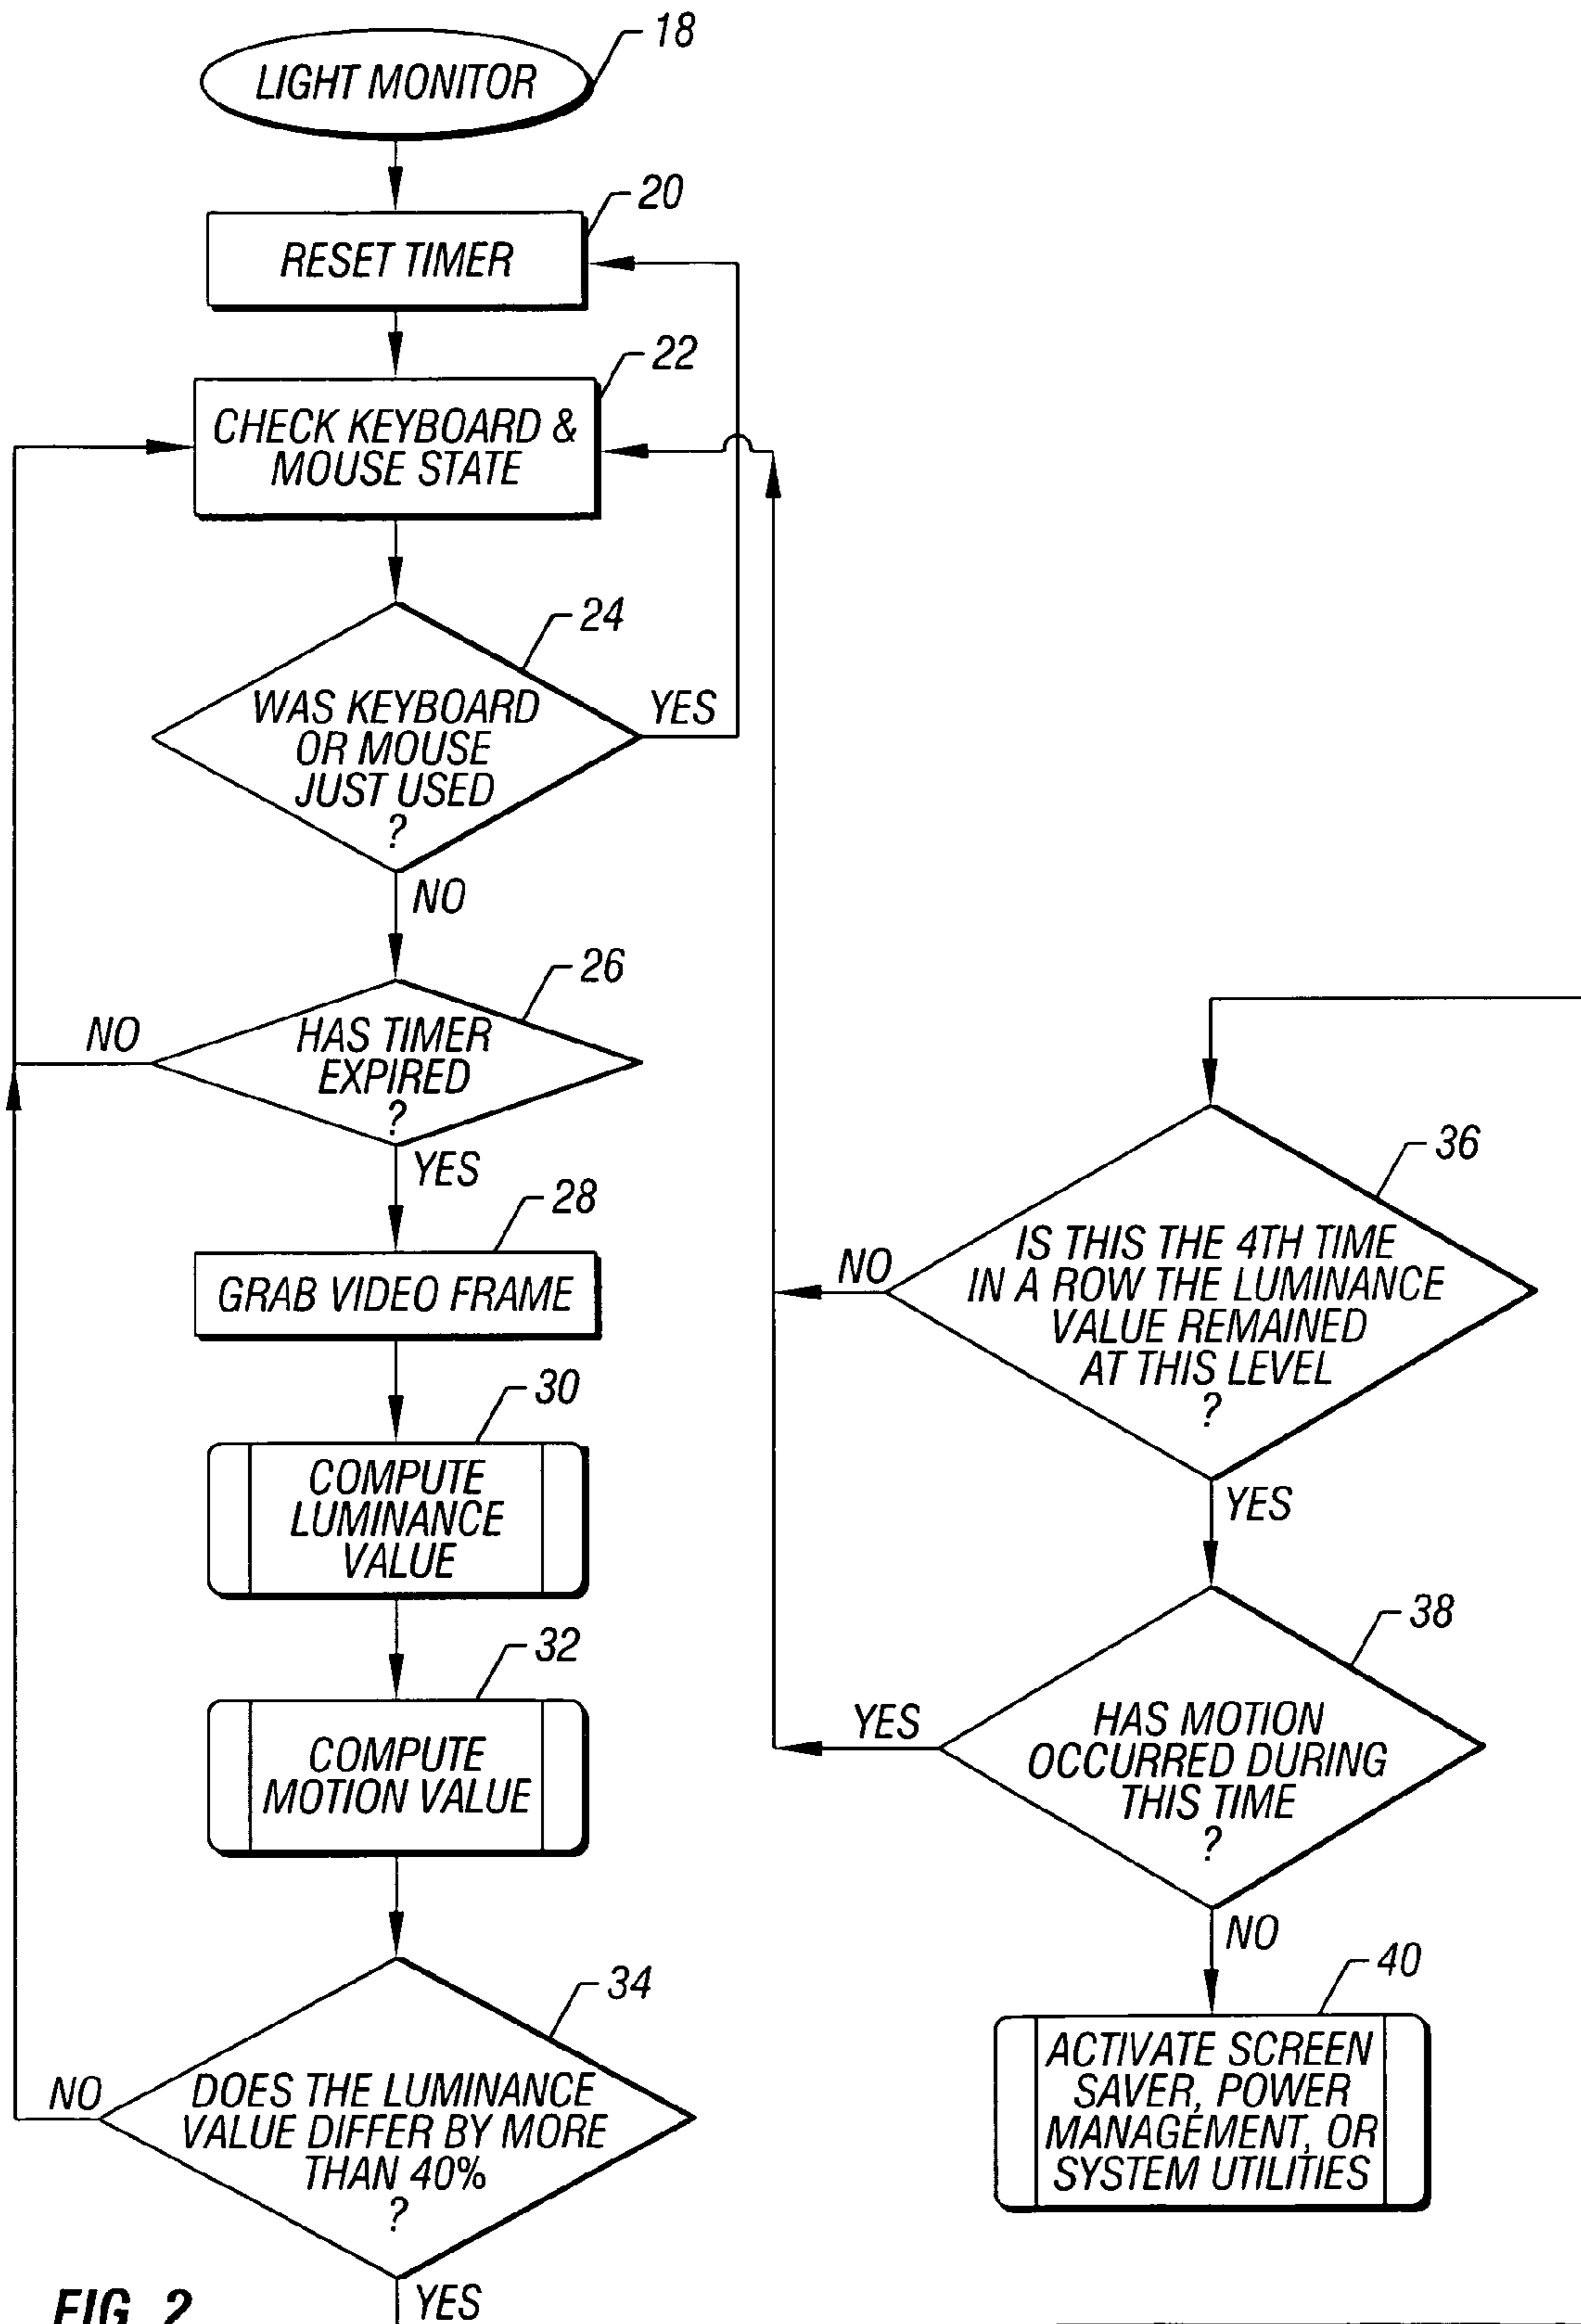 LIGHT MONITOR
18
RESET TIMER
20
CHECK KEYBOARD &
MOUSE STATE
22
WAS KEYBOARD
OR MOUSE
JUST USED
?
24
YES
NO
HAS TIMER
EXPIRED
?
26
NO
YES
GRAB VIDEO FRAME
28
COMPUTE
LUMINANCE
VALUE
30
COMPUTE
MOTION VALUE
32
DOES THE LUMINANCE
VALUE DIFFER BY MORE
THAN 40%
?
34
NO
YES
IS THIS THE 4TH TIME
IN A ROW THE LUMINANCE
VALUE REMAINED
AT THIS LEVEL
?
36
NO
YES
HAS MOTION
OCCURRED DURING
THIS TIME
?
38
YES
NO
ACTIVATE SCREEN
SAVER, POWER
MANAGEMENT, OR
SYSTEM UTILITIES
40
FIG. 2